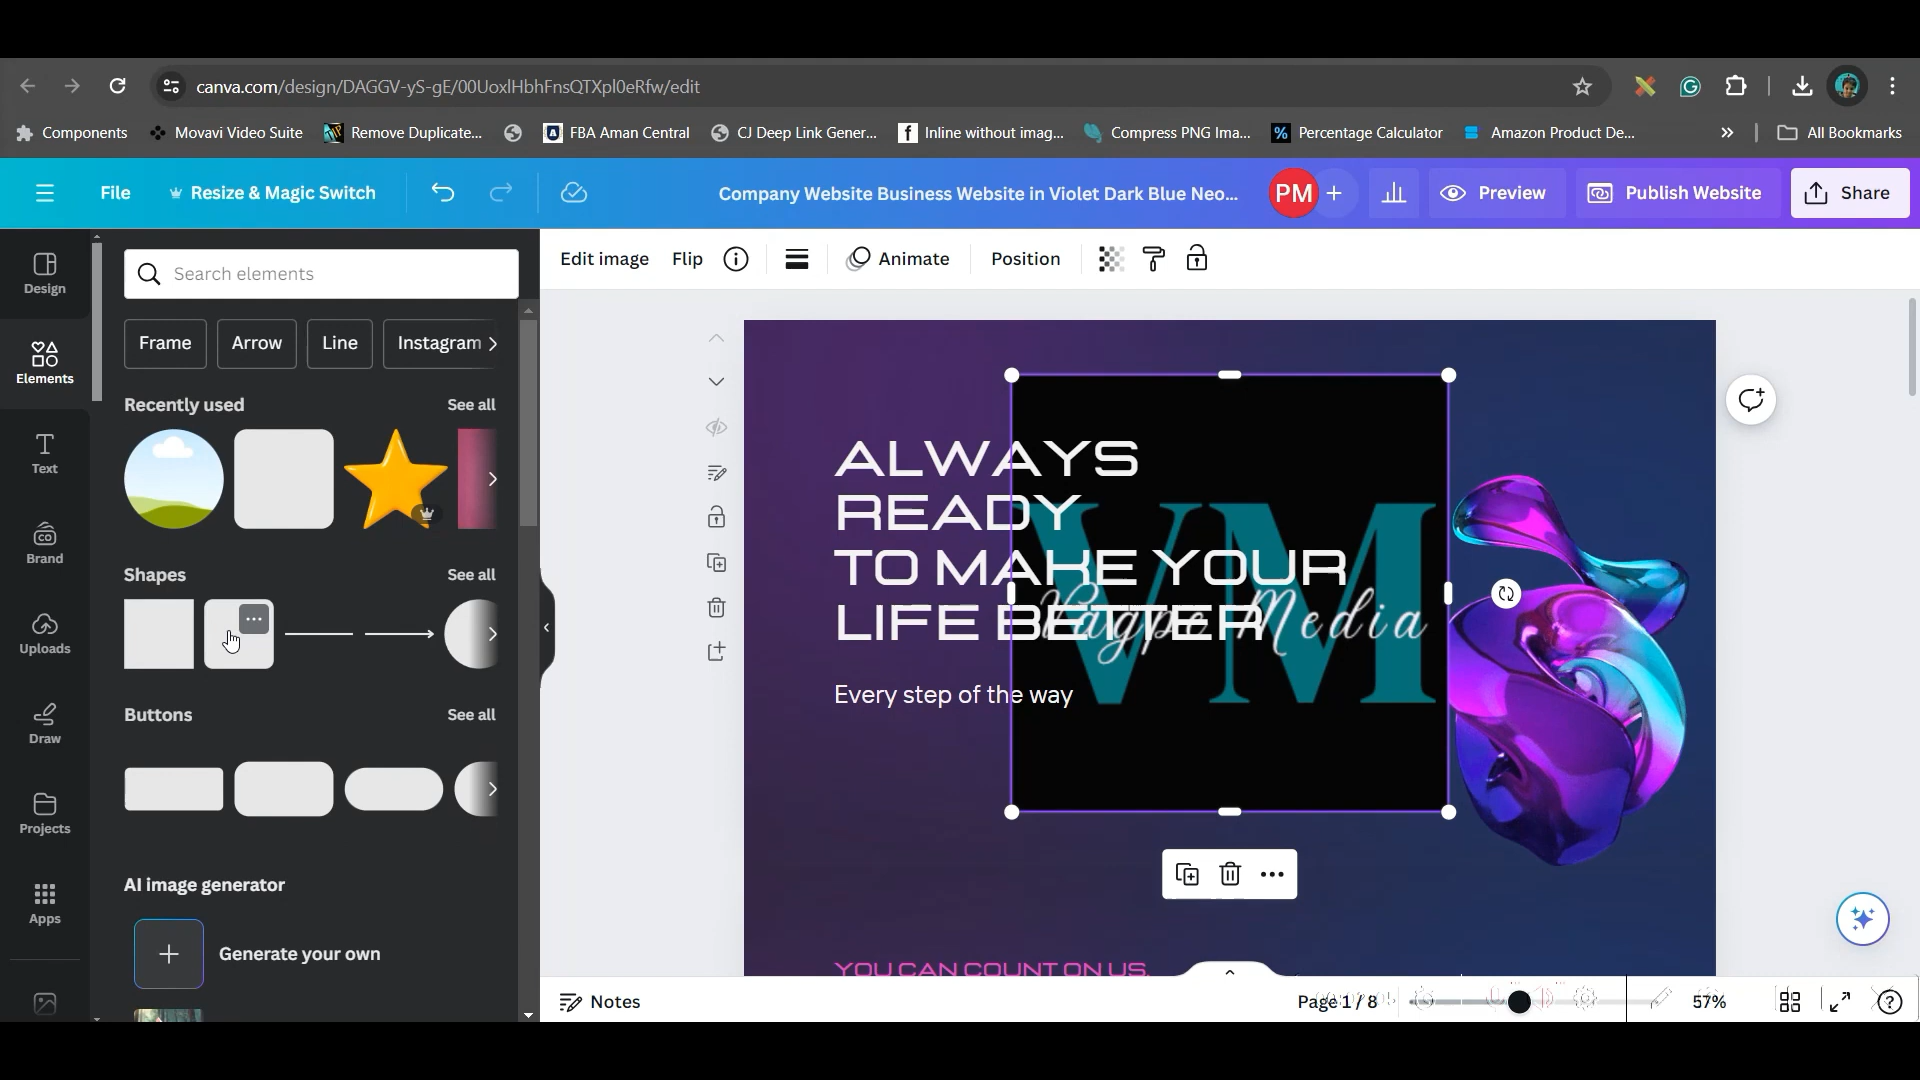 canva.com/design/DAGGV-yS-gE/00UoxlHbhFnsQTXpl0eRfw/edit
Components
Movavi Video Suite
Remove Duplicate...
FBA Aman Central
CJ Deep Link Gener...
Inline without imag...
Compress PNG Ima...
Percentage Calculator
Amazon Product De...
All Bookmarks
File
Resize & Magic Switch
Company Website Business Website in Violet Dark Blue Neo...
PM
Preview
Publish Website
Share
Design
Elements
Text
Brand
Uploads
Draw
Projects
Apps
Search elements
Frame
Arrow
Line
Instagram
Recently used
See all
Shapes
See all
Buttons
See all
AI image generator
Generate your own
Edit image
Flip
Animate
Position
ALWAYS
READY
TO MAKE YOUR
LIFE BETTER
Every step of the way
VM
Vagpe Media
YOU CAN COUNT ON US.
Notes
Page 1 / 8
57%